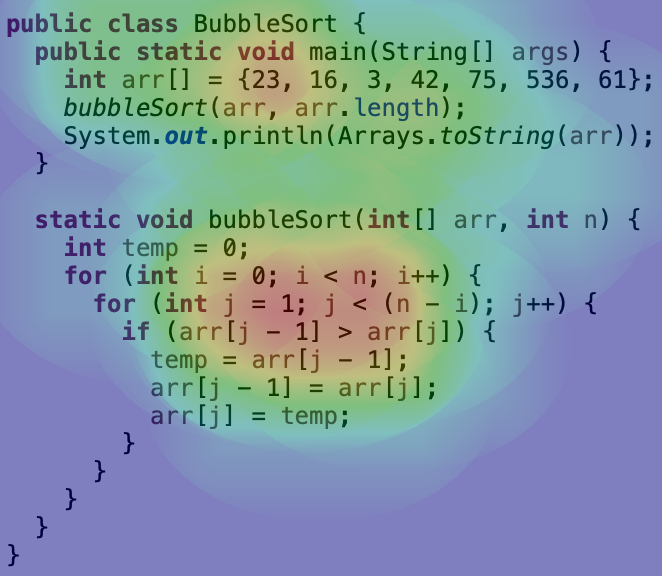 public class BubbleSort {
  public static void main(String[] args) {
    int arr[] = {23, 16, 3, 42, 75, 536, 61};
    bubbleSort(arr, arr.length);
    System.out.println(Arrays.toString(arr));
  }

  static void bubbleSort(int[] arr, int n) {
    int temp = 0;
    for (int i = 0; i < n; i++) {
      for (int j = 1; j < (n - i); j++) {
        if (arr[j - 1] > arr[j]) {
          temp = arr[j - 1];
          arr[j - 1] = arr[j];
          arr[j] = temp;
        }
      }
    }
  }
}